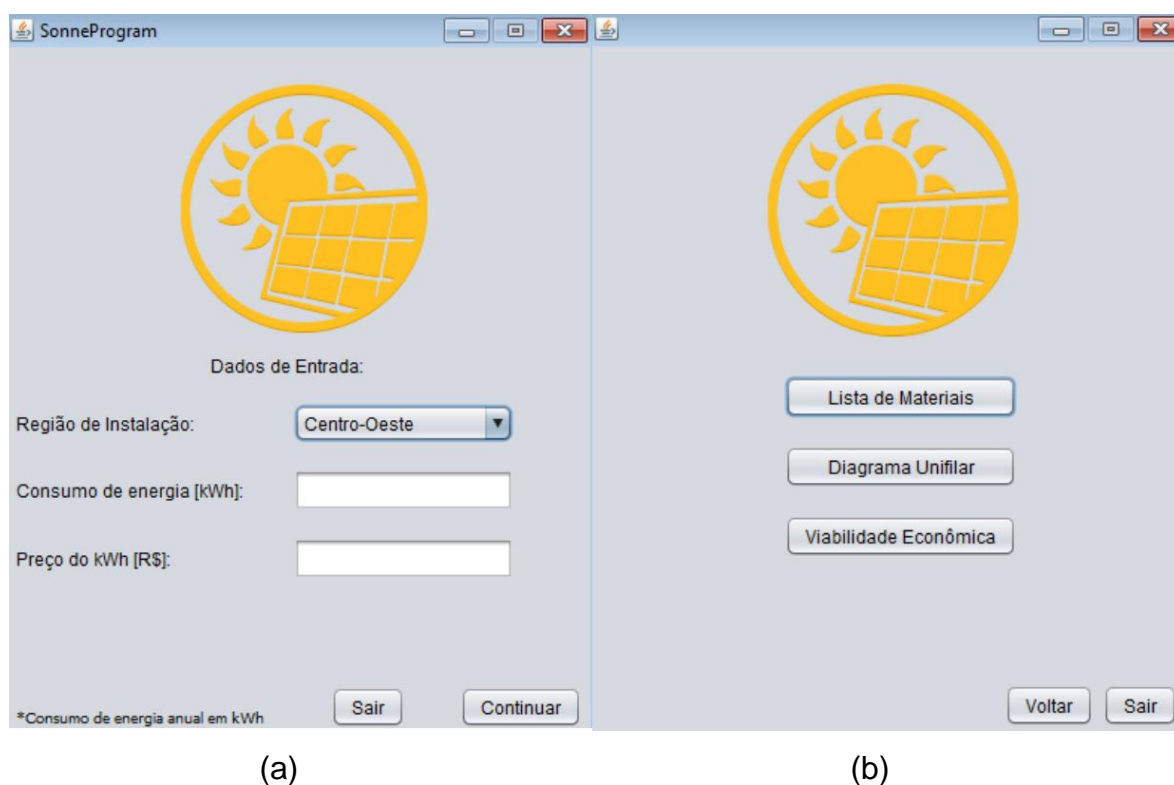 SonneProgram
Dados de Entrada:
Região de Instalação:
Centro-Oeste
Consumo de energia [kWh]:
Preço do kWh [R$]:
*Consumo de energia anual em kWh
Sair
Continuar
(a)
Lista de Materiais
Diagrama Unifilar
Viabilidade Econômica
Voltar
Sair
(b)